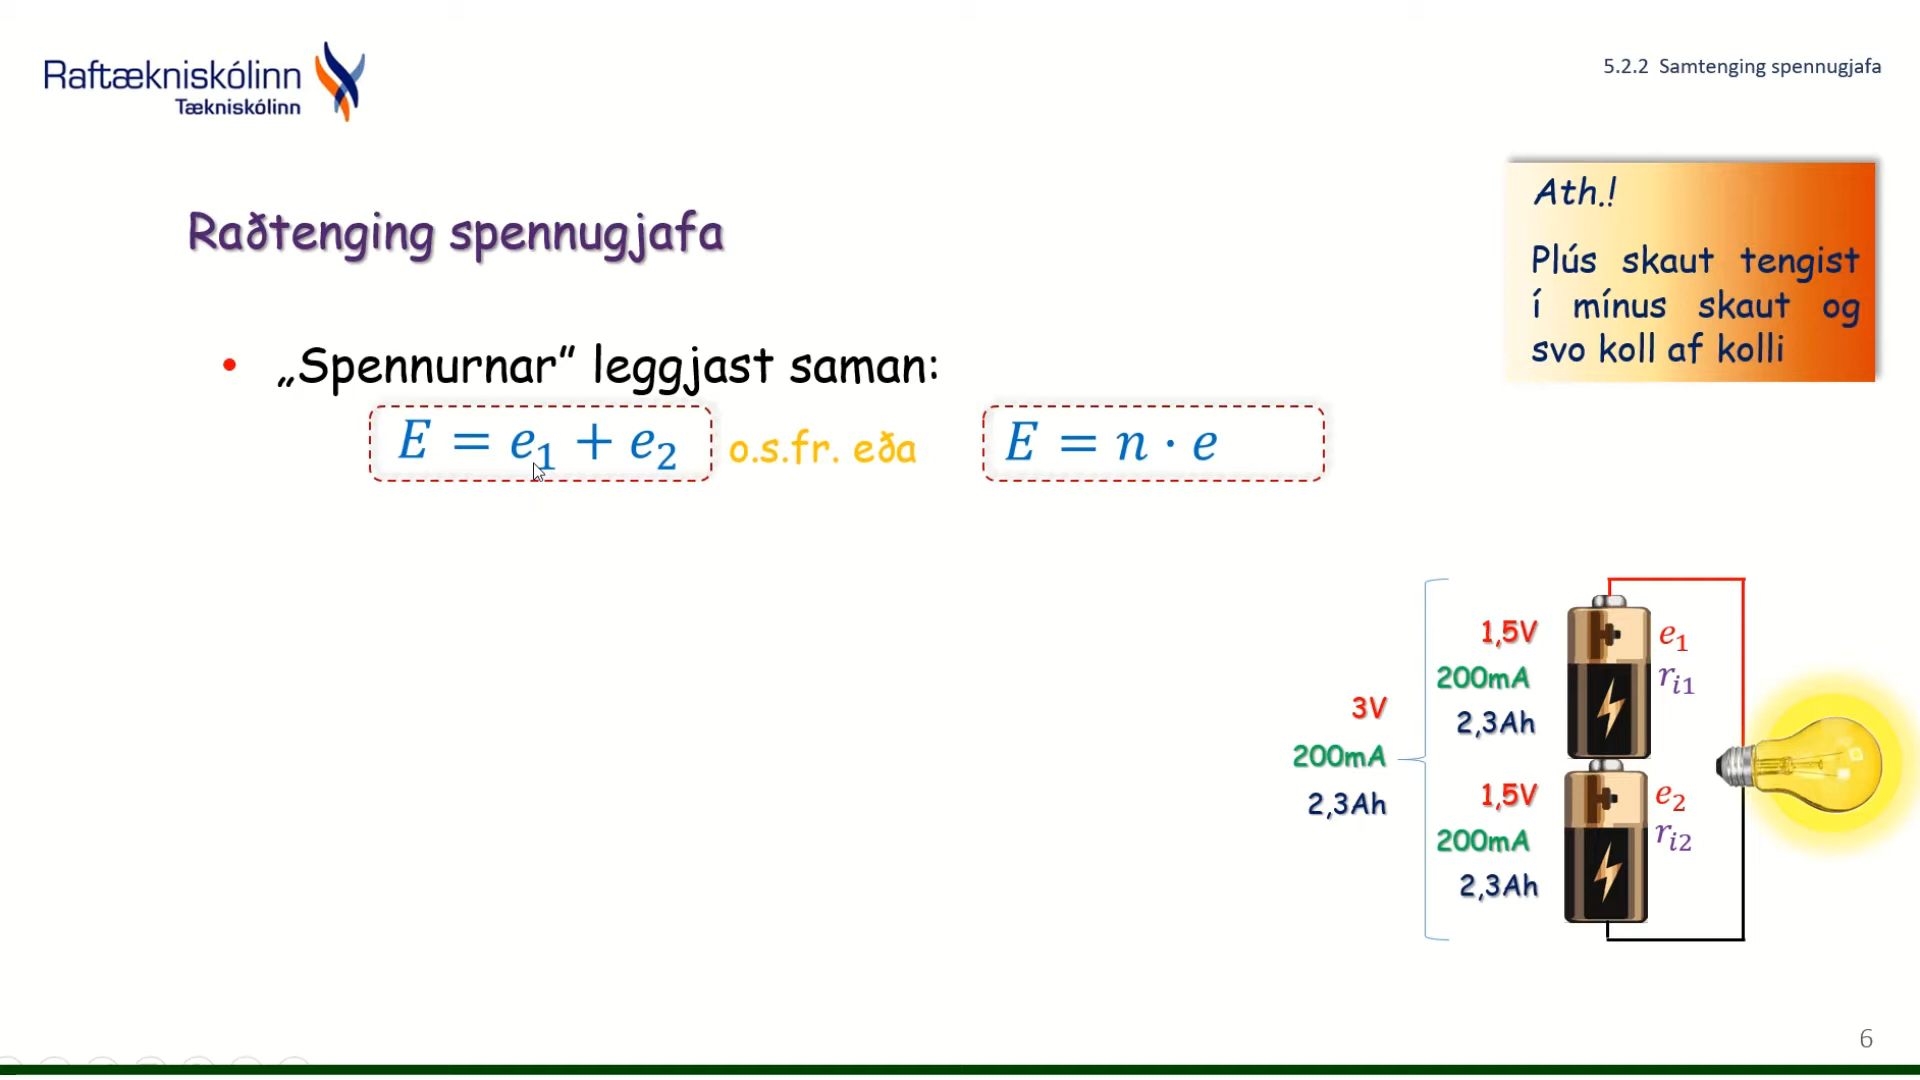 Raftækniskólinn
Tækniskólinn
5.2.2 Samtenging spennugjafa
Ath.!
Plús skaut tengist
í mínus skaut og
svo koll af kolli
Raðtenging spennugjafa
• „Spennurnar” leggjast saman:
E = e₁ + e₂ o.s.fr. eða E = n · e
1,5V e₁
200mA rᵢ₁
2,3Ah
3V
200mA
2,3Ah
1,5V e₂
200mA rᵢ₂
2,3Ah
6